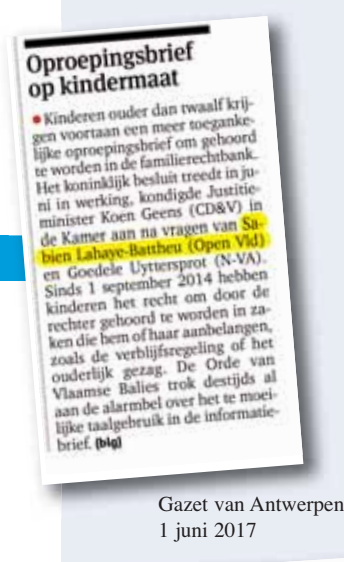 Oproepingsbrief
op kindermaat
• Kinderen ouder dan twaalf krij-
gen voortaan een meer toeganke-
lijke oproepingsbrief om gehoord
te worden in de familierechtbank.
Het koninklijk besluit treedt in ju-
ni in werking, kondigde Justitie-
minister Koen Geens (CD&V) in
de Kamer aan na vragen van Sa-
bien Lahaye-Battheu (Open Vld)
en Goedele Uyttersprot (N-VA).
Sinds 1 september 2014 hebben
kinderen het recht om door de
rechter gehoord te worden in za-
ken die hem of haar aanbelangen,
zoals de verblijfsregeling of het
ouderlijk gezag. De Orde van
Vlaamse Balies trok destijds al
aan de alarmbel over het te moei-
lijke taalgebruik in de informatie-
brief. (blg)
Gazet van Antwerpen
1 juni 2017